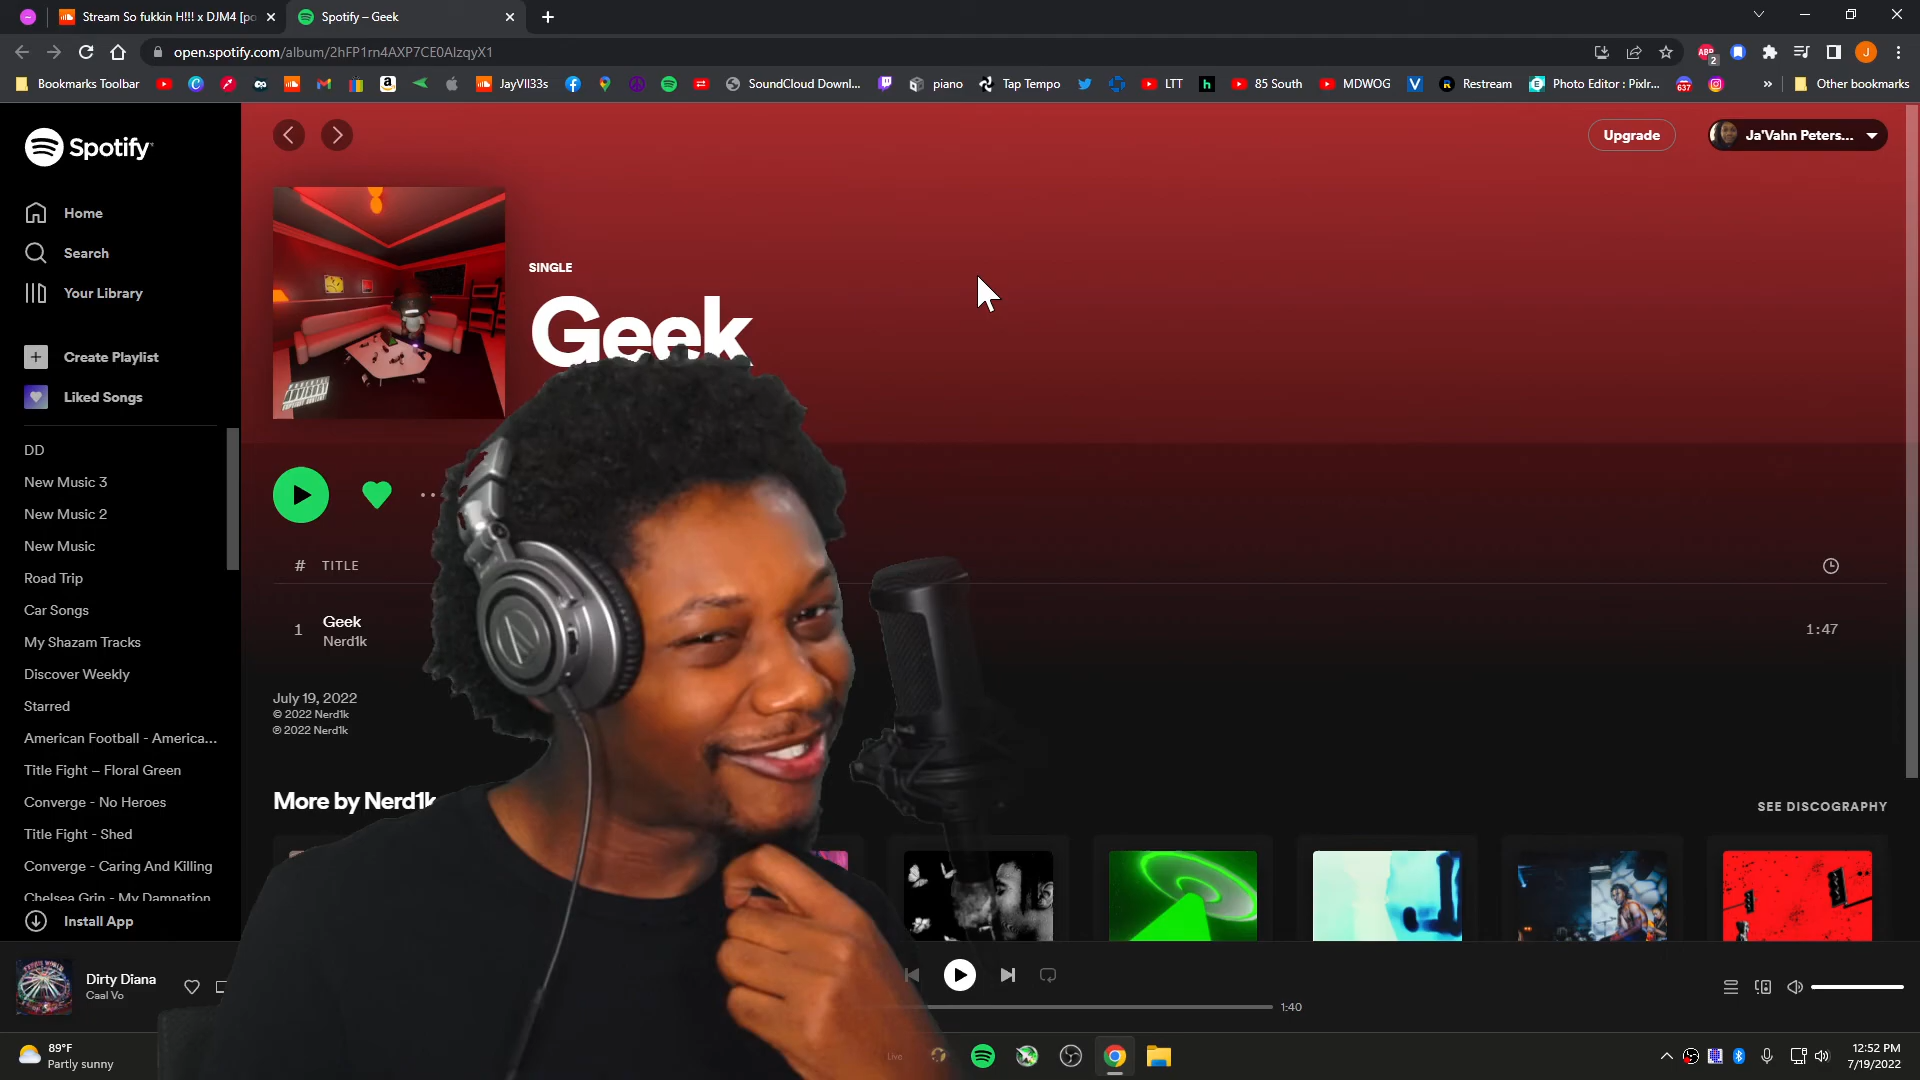 Stream So fukkin H!!! x DJM4 [po
Spotify – Geek
open.spotify.com/album/2hFP1rn4AXP7CE0AlzqyX1
ABP
2
J
Bookmarks Toolbar
JayVII33s
SoundCloud Downl...
piano
Tap Tempo
LTT
h
85 South
MDWOG
V
R
Restream
Photo Editor : Pixlr...
637
Other bookmarks
Spotify
Upgrade
Ja'Vahn Peters...
Home
Search
Your Library
Create Playlist
Liked Songs
SINGLE
Geek
DD
New Music 3
New Music 2
New Music
Road Trip
Car Songs
My Shazam Tracks
Discover Weekly
Starred
American Football - America...
Title Fight – Floral Green
Converge - No Heroes
Title Fight - Shed
Converge - Caring And Killing
Chelsea Grin - My Damnation
Install App
# TITLE
1
Geek
Nerd1k
1:47
July 19, 2022
© 2022 Nerd1k
℗ 2022 Nerd1k
More by Nerd1k
SEE DISCOGRAPHY
Dirty Diana
Caal Vo
1:40
89°F
Partly sunny
Live
12:52 PM
7/19/2022